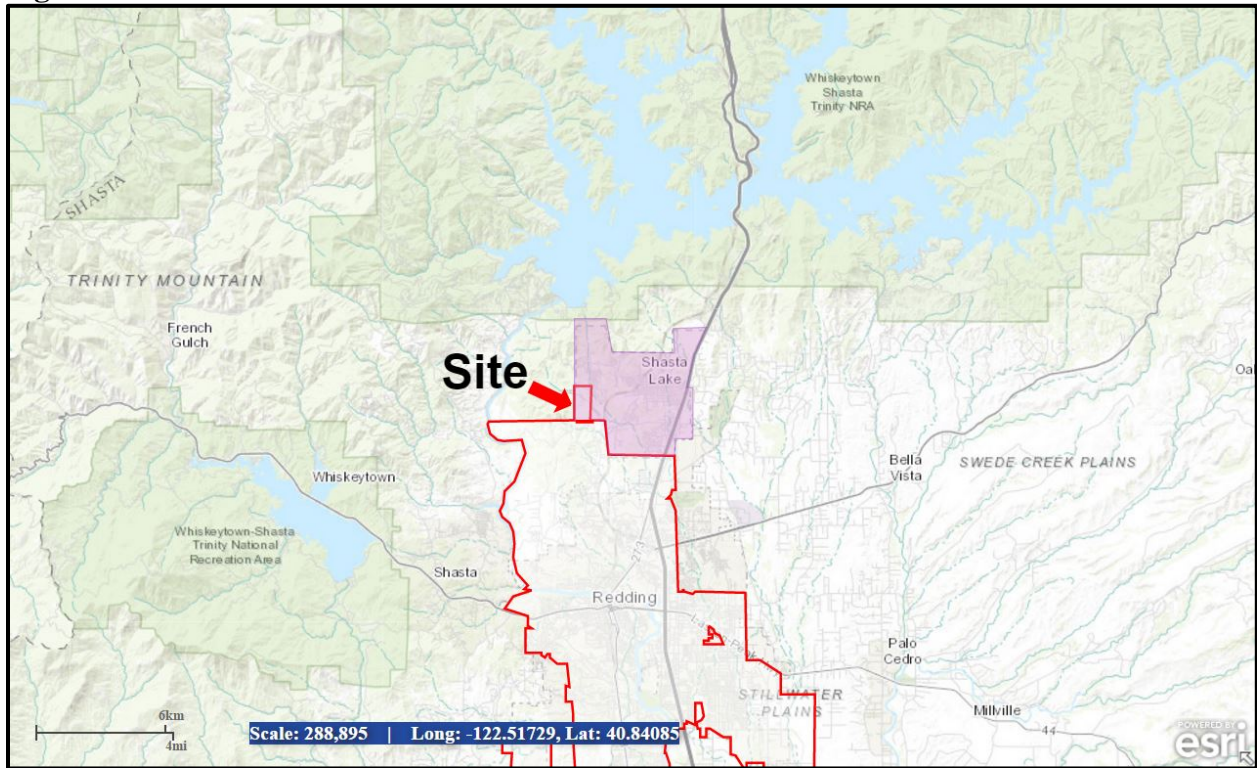 Whiskeytown
Shasta
Trinity NRA
SHASTA
TRINITY MOUNTAIN
French
Gulch
Shasta
Lake
Site
Oa
Bella
Vista
SWEDE CREEK PLAINS
Whiskeytown
Whiskeytown-Shasta
Trinity National
Recreation Area
Shasta
273
Redding
Palo
Cedro
STILLWATER
PLAINS
Millville
44
6km
4mi
Scale: 288,895 | Long: -122.51729, Lat: 40.84085
POWERED BY
esri